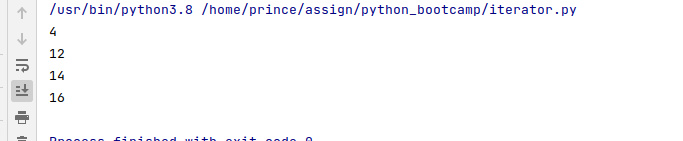 /usr/bin/python3.8 /home/prince/assign/python_bootcamp/iterator.py
4
12
14
16
Process finished with exit code 0